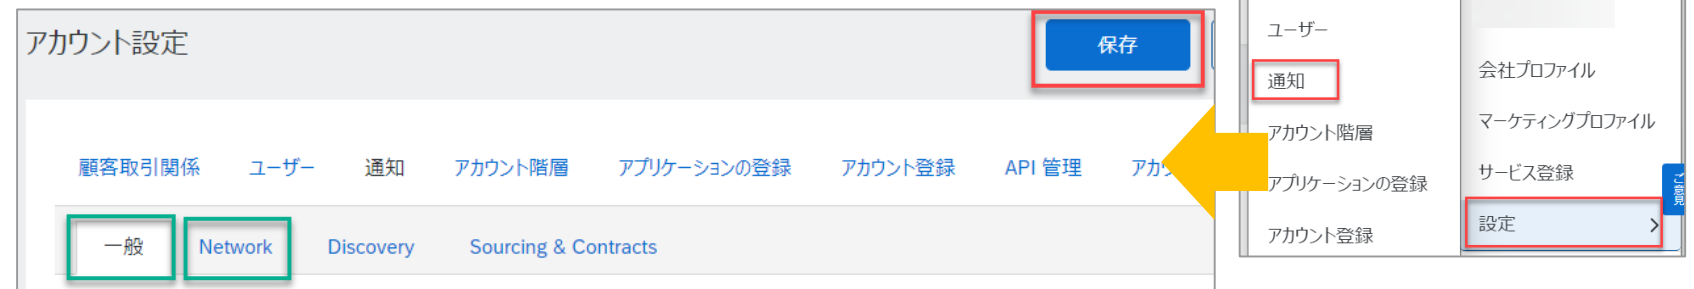 アカウント設定
保存
顧客取引関係 ユーザー 通知 アカウント階層 アプリケーションの登録 アカウント登録 API 管理 アカウ
一般 Network Discovery Sourcing & Contracts
ユーザー
通知
アカウント階層
アプリケーションの登録
アカウント登録
会社プロファイル
マーケティングプロファイル
サービス登録
設定
ご意見